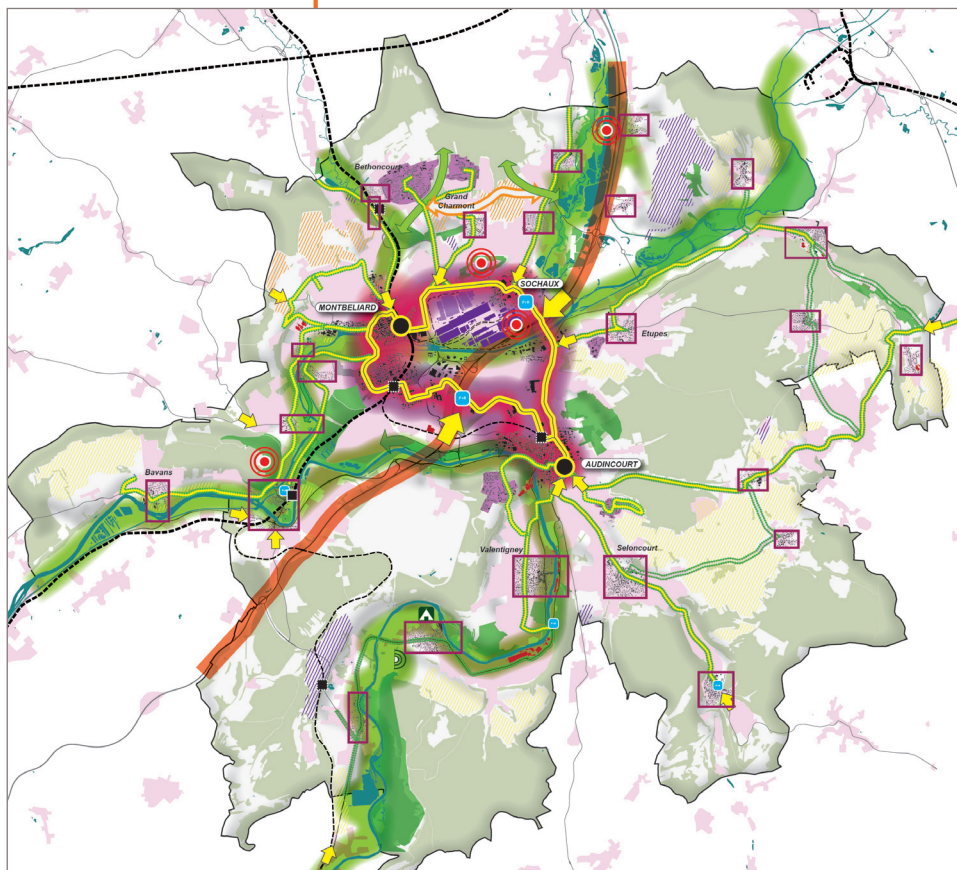 Bethoncourt
Grand
Charmont
SOCHAUX
MONTBELIARD
Etupes
AUDINCOURT
Bavans
Valentigney
Seloncourt